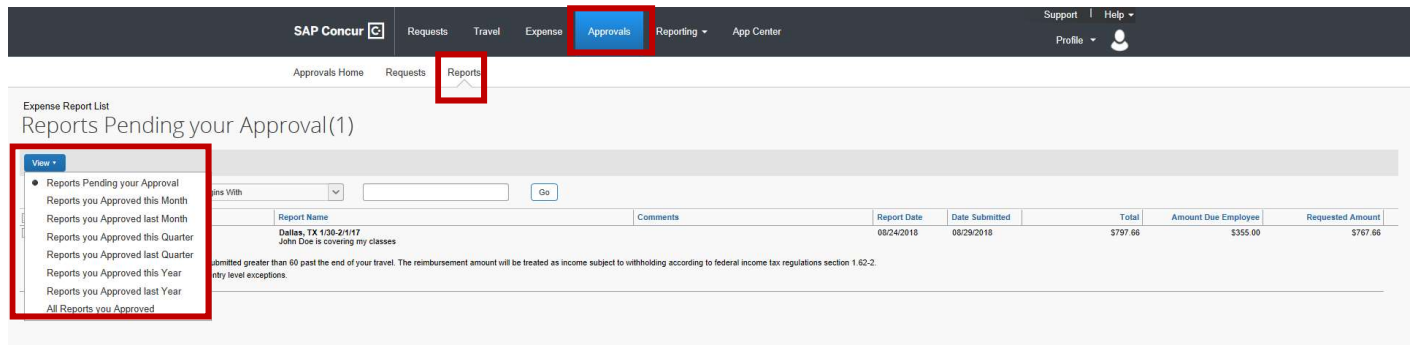 Support | Help
SAP Concur C Requests Travel Expense Approvals Reporting App Center
Profile
Approvals Home Requests Reports
Expense Report List
Reports Pending your Approval(1)
View
Reports Pending your Approval
Reports you Approved this Month
Reports you Approved last Month
Reports you Approved this Quarter
Reports you Approved last Quarter
Reports you Approved this Year
Reports you Approved last Year
All Reports you Approved
With
Go
Report Name Comments Report Date Date Submitted Total Amount Due Employee Requested Amount
Dallas, TX 1/30-2/1/17 08/24/2018 08/29/2018 $797.66 $355.00 $767.66
John Doe is covering my classes
greater than 60 past the end of your travel. The reimbursement amount will be treated as income subject to withholding according to federal income tax regulations section 1.62-2.
level exceptions.